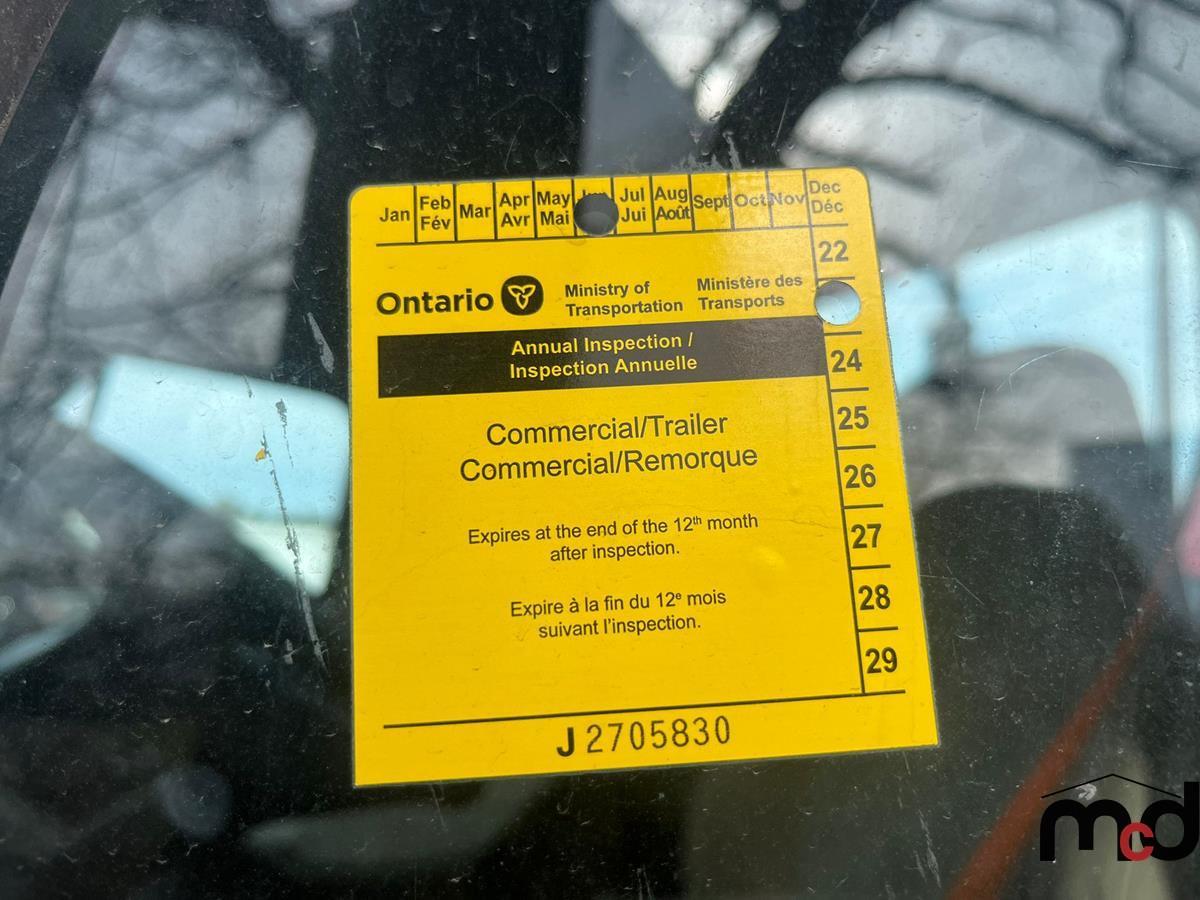 Jan Feb Mar Apr May Jul Aug Sept Oct Nov Dec
Fév Avr Mai Jui Août Déc
22
Ontario Ministry of Ministère des
Transportation Transports
Annual Inspection /
Inspection Annuelle
24
Commercial/Trailer
25
Commercial/Remorque
26
Expires at the end of the 12th month
27
after inspection.
Expire à la fin du 12e mois
28
suivant l'inspection.
29
J 2705830
mcd